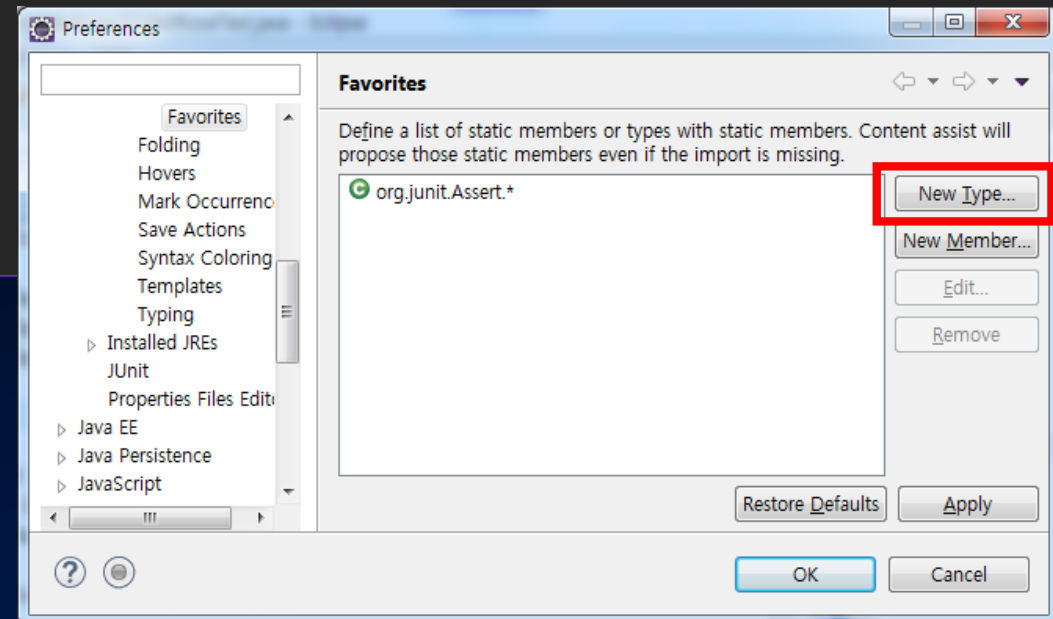 Preferences
Favorites
Folding
Hovers
Mark Occurrenc
Save Actions
Syntax Coloring
Templates
Typing
Installed JREs
JUnit
Properties Files Edit
Java EE
Java Persistence
JavaScript
Favorites
Define a list of static members or types with static members. Content assist will
propose those static members even if the import is missing.
org.junit.Assert.*
New Type...
New Member...
Edit...
Remove
Restore Defaults
Apply
OK
Cancel